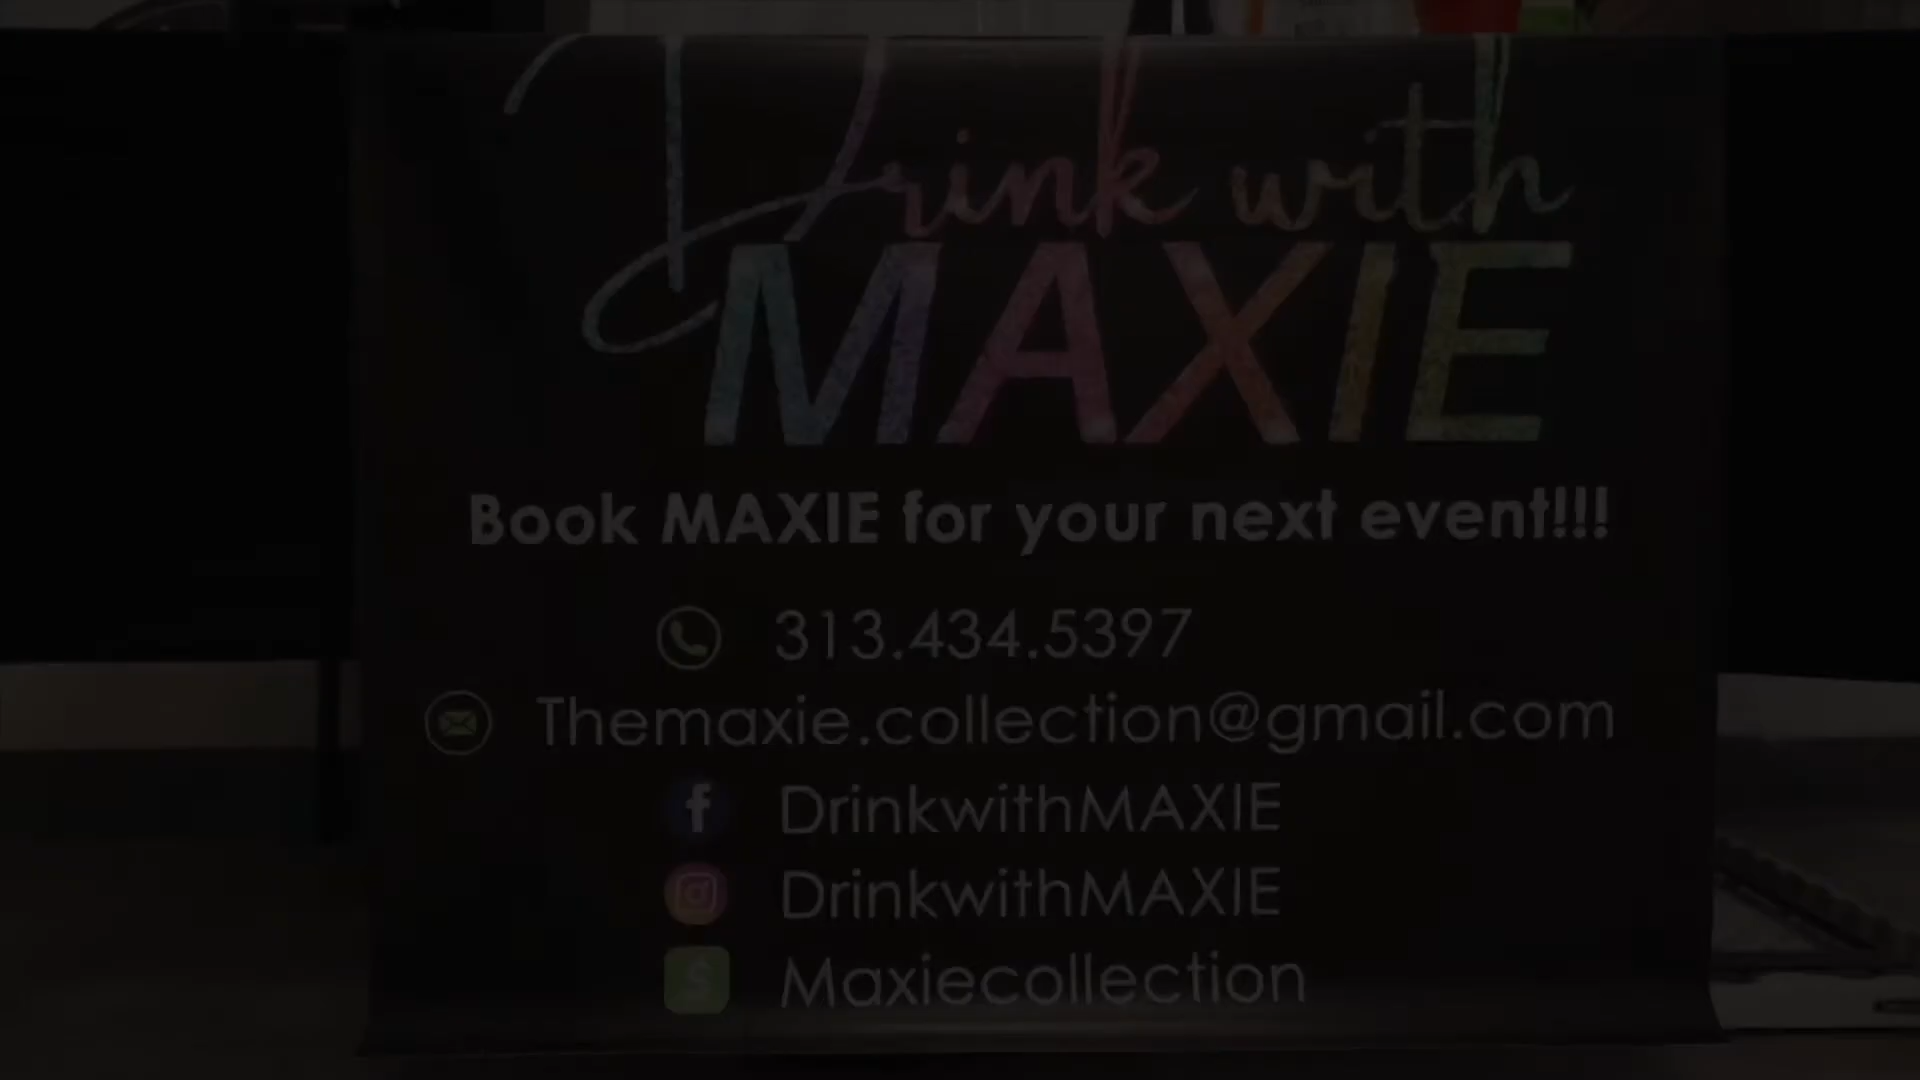 Drink with
MAXIE
Book MAXIE for your next event!!!
313.434.5397
Themaxie.collection@gmail.com
DrinkwithMAXIE
DrinkwithMAXIE
Maxiecollection